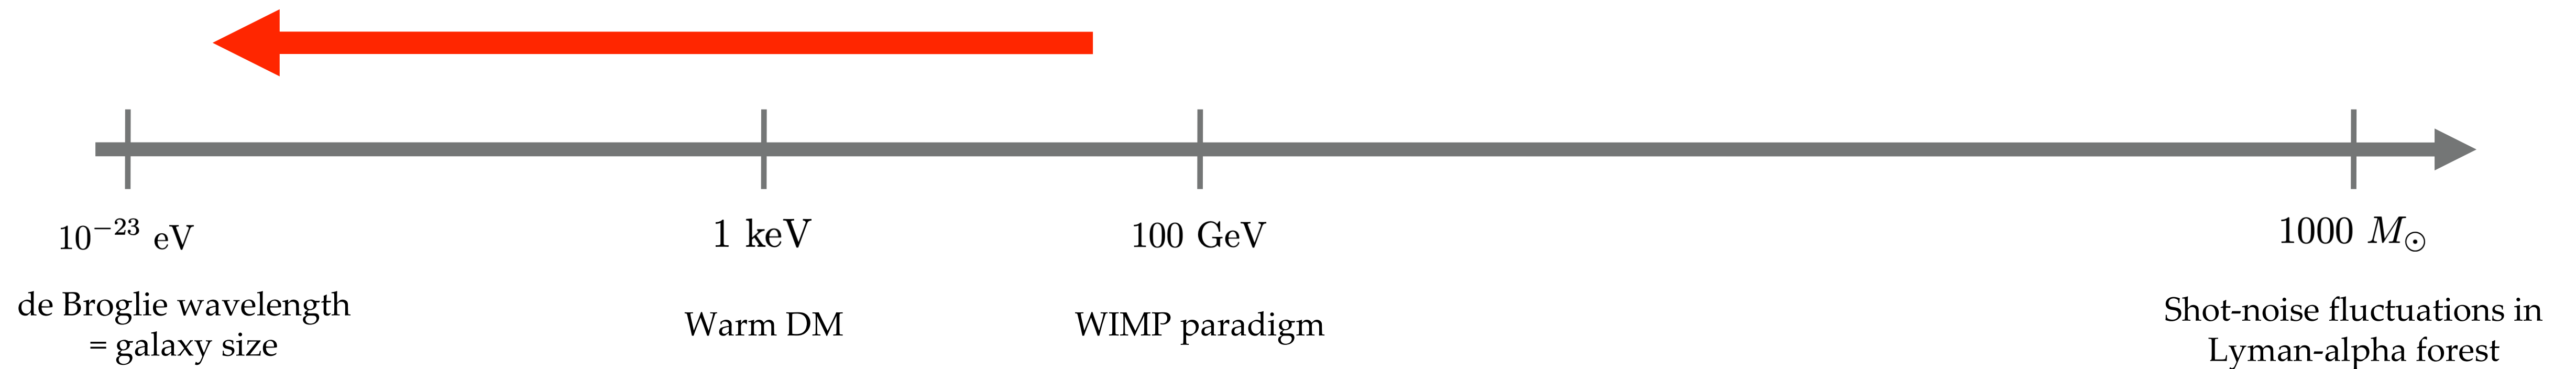 10⁻²³ eV
1 keV
100 GeV
1000 M☉
de Broglie wavelength
= galaxy size
Warm DM
WIMP paradigm
Shot-noise fluctuations in
Lyman-alpha forest